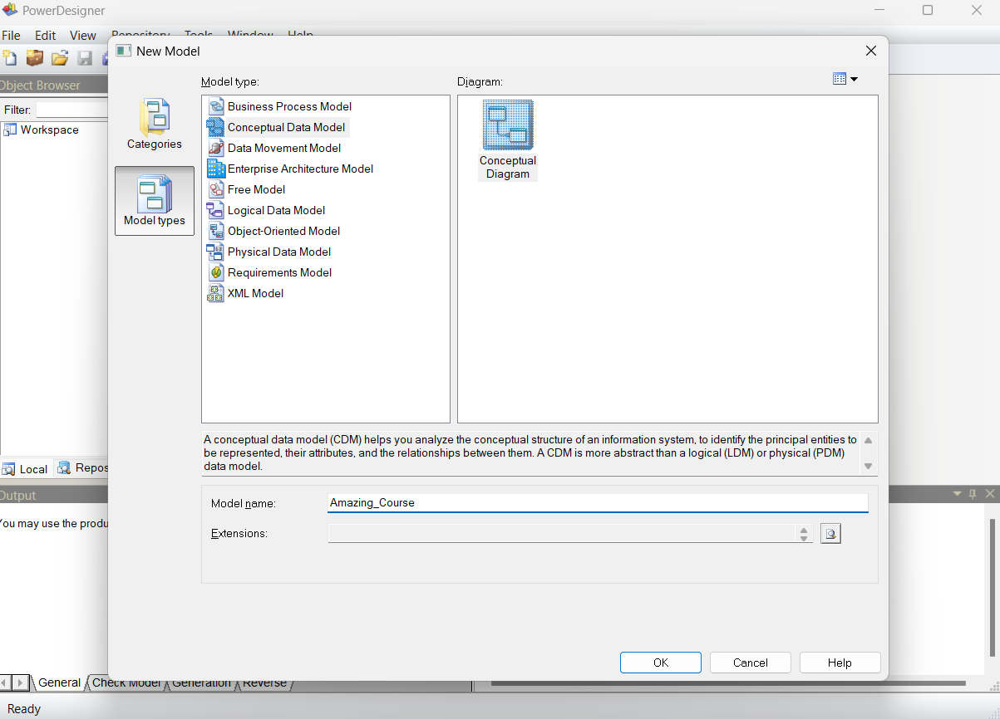 PowerDesigner
File Edit View Repository Tools Window Help
New Model
Object Browser
Filter:
Workspace
Categories
Model types
Model type:
Business Process Model
Conceptual Data Model
Data Movement Model
Enterprise Architecture Model
Free Model
Logical Data Model
Object-Oriented Model
Physical Data Model
Requirements Model
XML Model
Diagram:
Conceptual
Diagram
A conceptual data model (CDM) helps you analyze the conceptual structure of an information system, to identify the principal entities to
be represented, their attributes, and the relationships between them. A CDM is more abstract than a logical (LDM) or physical (PDM)
data model.
Model name: Amazing_Course
Extensions:
OK Cancel Help
Local Repos
Output
You may use the produ
General Check Model Generation Reverse
Ready